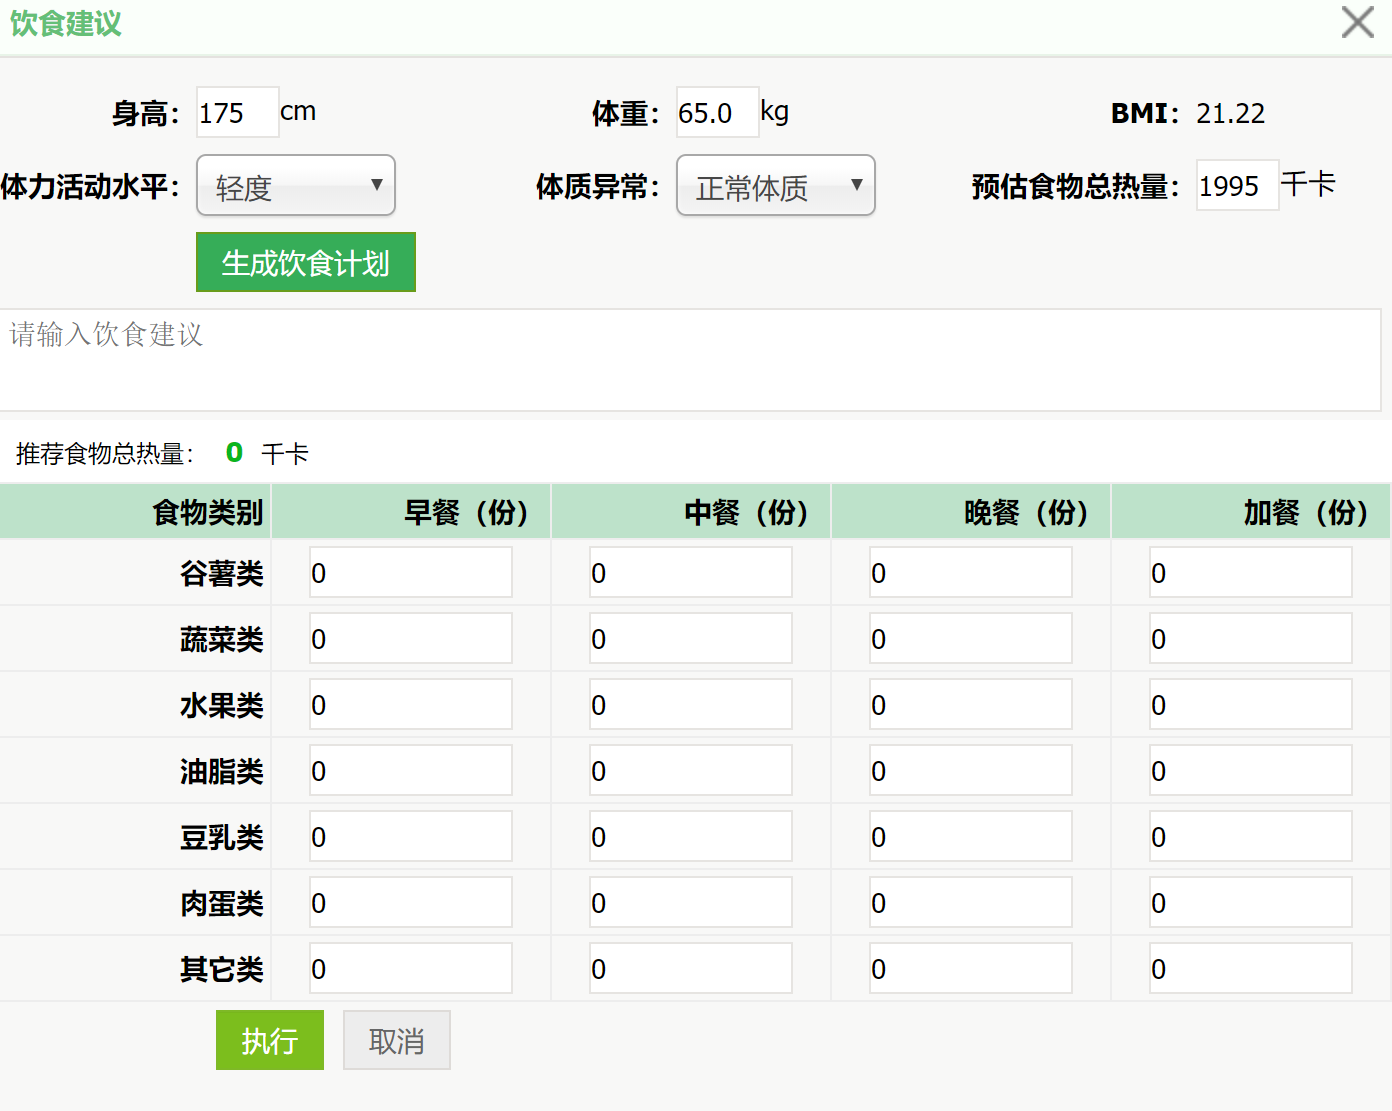 饮食建议
身高：175cm 体重：65.0kg BMI：21.22
体力活动水平：轻度 体质异常：正常体质 预估食物总热量：1995千卡
生成饮食计划
请输入饮食建议
推荐食物总热量： 0 千卡
食物类别 早餐（份） 中餐（份） 晚餐（份） 加餐（份）
谷薯类 0 0 0 0
蔬菜类 0 0 0 0
水果类 0 0 0 0
油脂类 0 0 0 0
豆乳类 0 0 0 0
肉蛋类 0 0 0 0
其它类 0 0 0 0
执行 取消